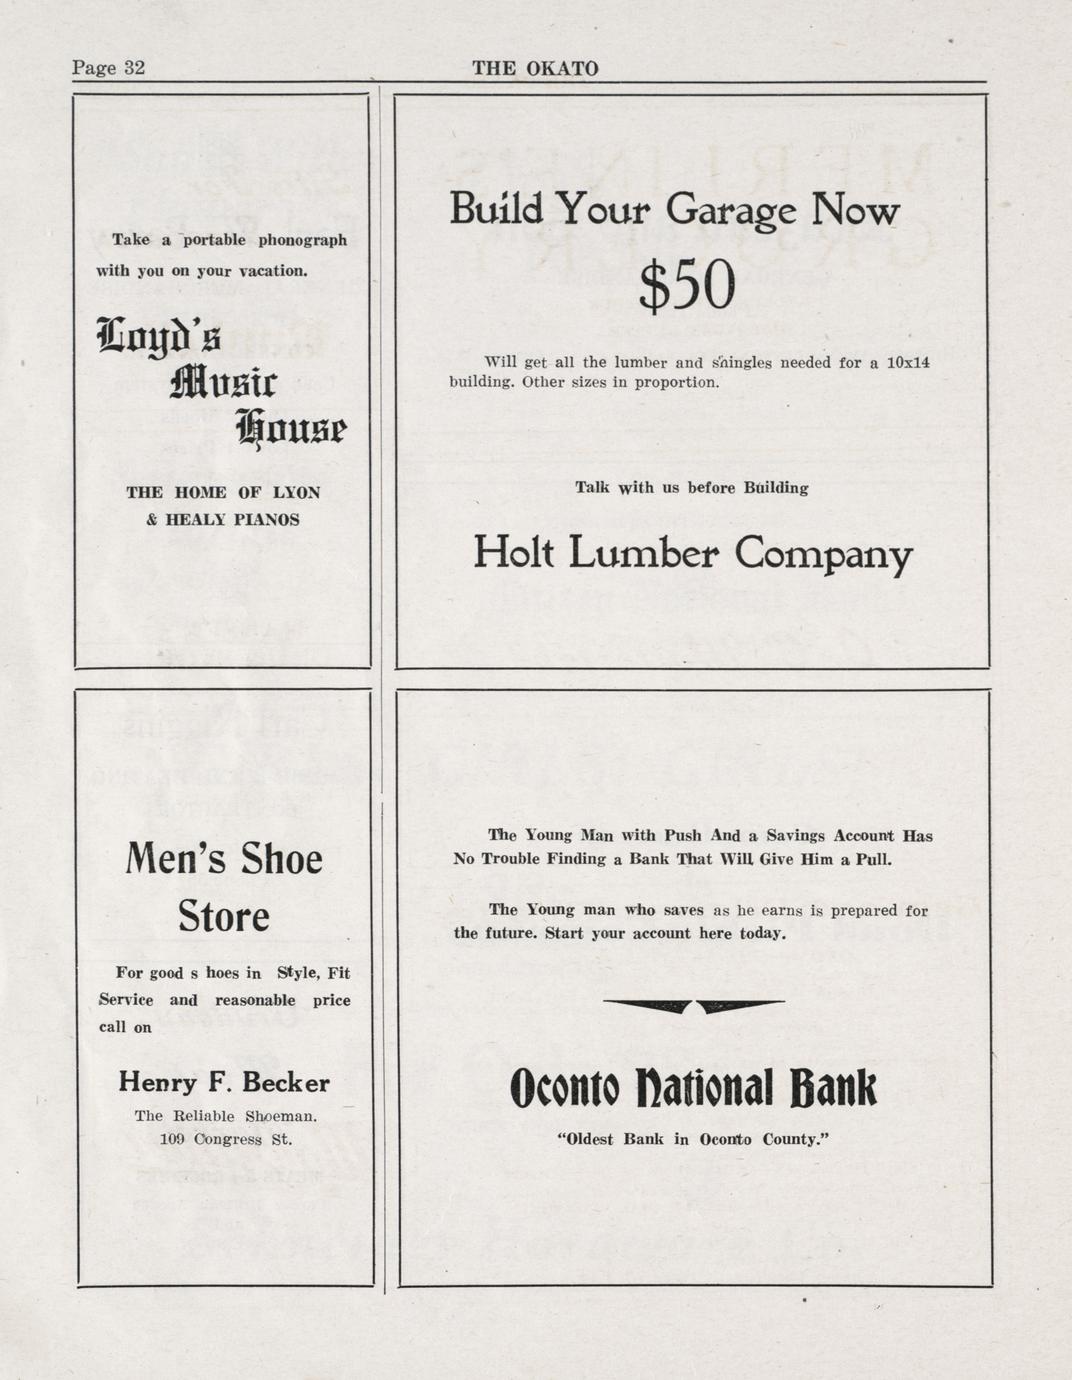 Page 32
THE OKATO
Take a portable phonograph
with you on your vacation.
Loyd's
Music
House
THE HOME OF LYON
& HEALY PIANOS
Build Your Garage Now
$50
Will get all the lumber and shingles needed for a 10x14
building. Other sizes in proportion.
Talk with us before Building
Holt Lumber Company
Men's Shoe
Store
For good s hoes in Style, Fit
Service and reasonable price
call on
Henry F. Becker
The Reliable Shoeman.
109 Congress St.
The Young Man with Push And a Savings Account Has
No Trouble Finding a Bank That Will Give Him a Pull.
The Young man who saves as he earns is prepared for
the future. Start your account here today.
Oconto National Bank
"Oldest Bank in Oconto County."